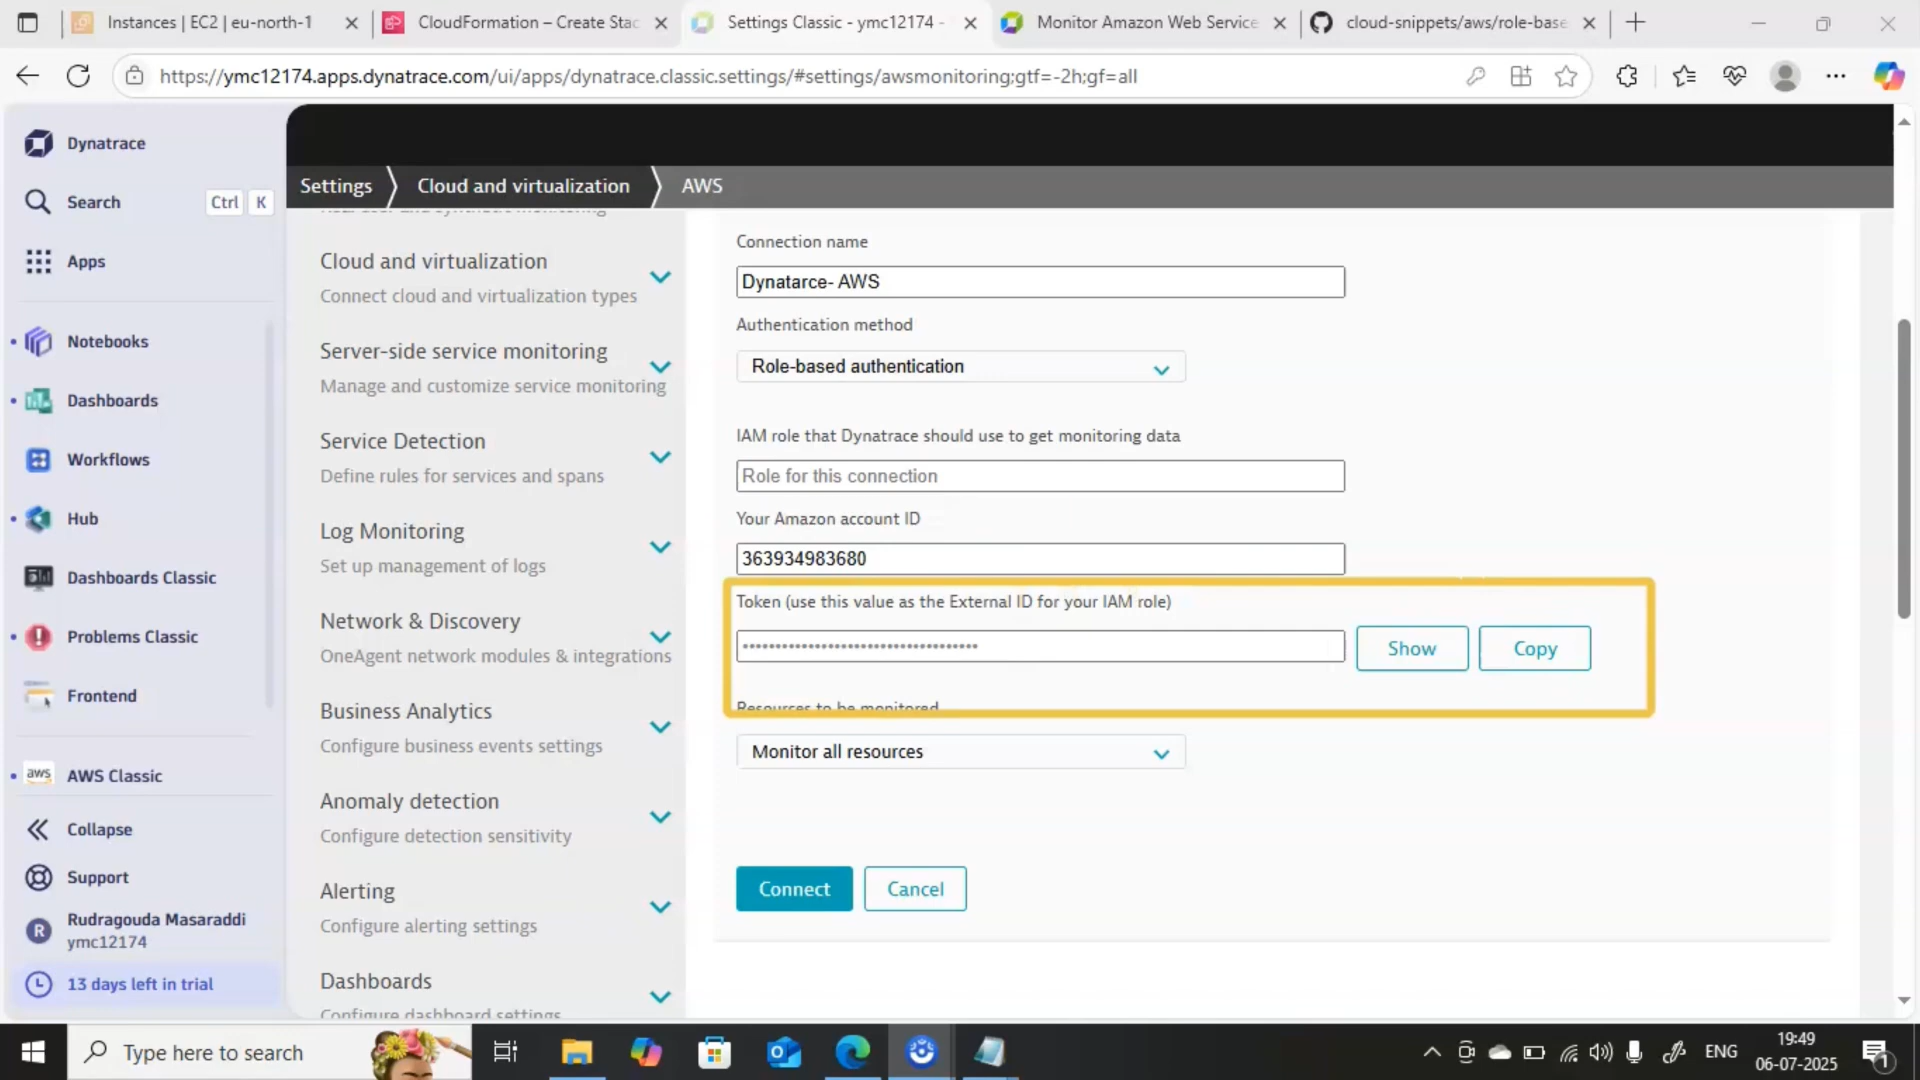 Instances | EC2 | eu-north-1
CloudFormation – Create Stac
Settings Classic - ymc12174 -
Monitor Amazon Web Service
cloud-snippets/aws/role-base
https://ymc12174.apps.dynatrace.com/ui/apps/dynatrace.classic.settings/#settings/awsmonitoring;gtf=-2h;gf=all
Dynatrace
Search Ctrl K
Apps
Notebooks
Dashboards
Workflows
Hub
Dashboards Classic
Problems Classic
Frontend
aws AWS Classic
Collapse
Support
R Rudragouda Masaraddi
ymc12174
13 days left in trial
Settings Cloud and virtualization AWS
Cloud and virtualization
Connect cloud and virtualization types
Server-side service monitoring
Manage and customize service monitoring
Service Detection
Define rules for services and spans
Log Monitoring
Set up management of logs
Network & Discovery
OneAgent network modules & integrations
Business Analytics
Configure business events settings
Anomaly detection
Configure detection sensitivity
Alerting
Configure alerting settings
Dashboards
Configure dashboard settings
Connection name
Dynatarce- AWS
Authentication method
Role-based authentication
IAM role that Dynatrace should use to get monitoring data
Role for this connection
Your Amazon account ID
363934983680
Token (use this value as the External ID for your IAM role)
•••••••••••••••••••••••••••••••••••• Show Copy
Resources to be monitored
Monitor all resources
Connect Cancel
Type here to search
ENG
19:49
06-07-2025
1